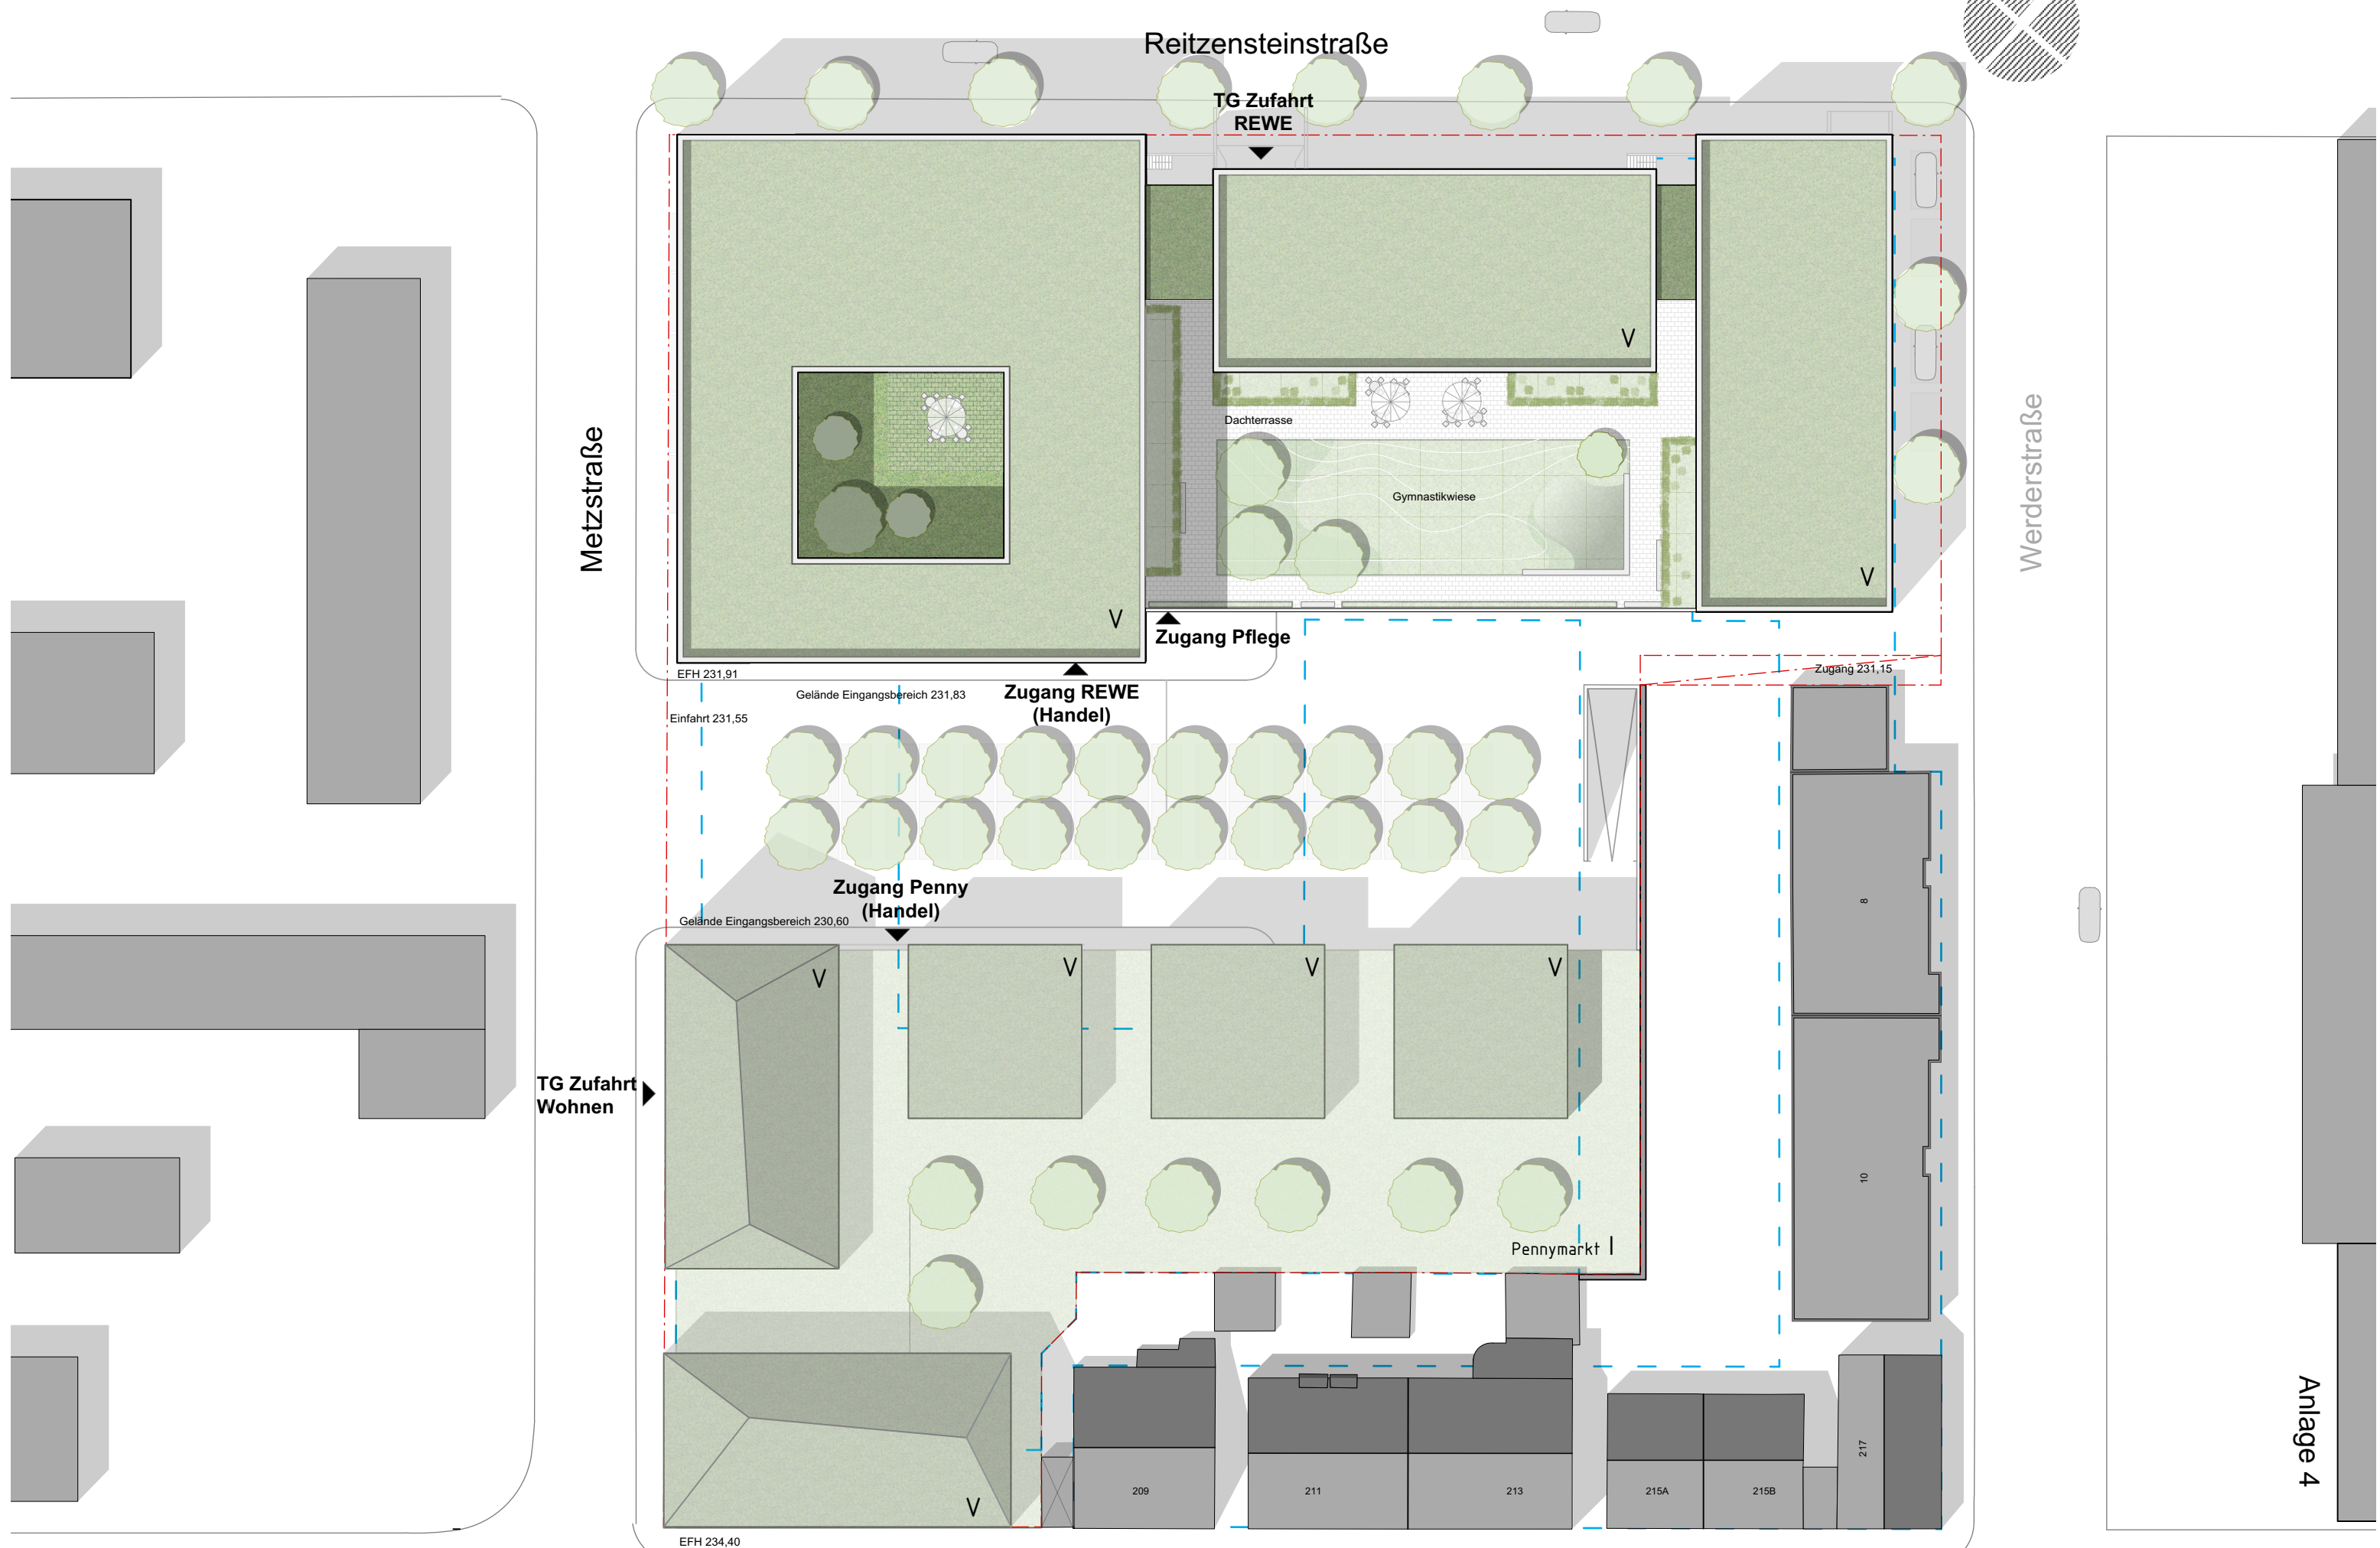 Reitzensteinstraße
TG Zufahrt
REWE
V
Dachterrasse
Gymnastikwiese
Metzstraße
Werderstraße
V
V
Zugang Pflege
EFH 231,91
Zugang 231,15
Gelände Eingangsbereich 231,83
Zugang REWE
(Handel)
Einfahrt 231,55
Zugang Penny
(Handel)
8
Gelände Eingangsbereich 230,60
V
V
V
V
TG Zufahrt
Wohnen
10
Pennymarkt I
Anlage 4
217
209
211
213
215A
215B
V
EFH 234,40